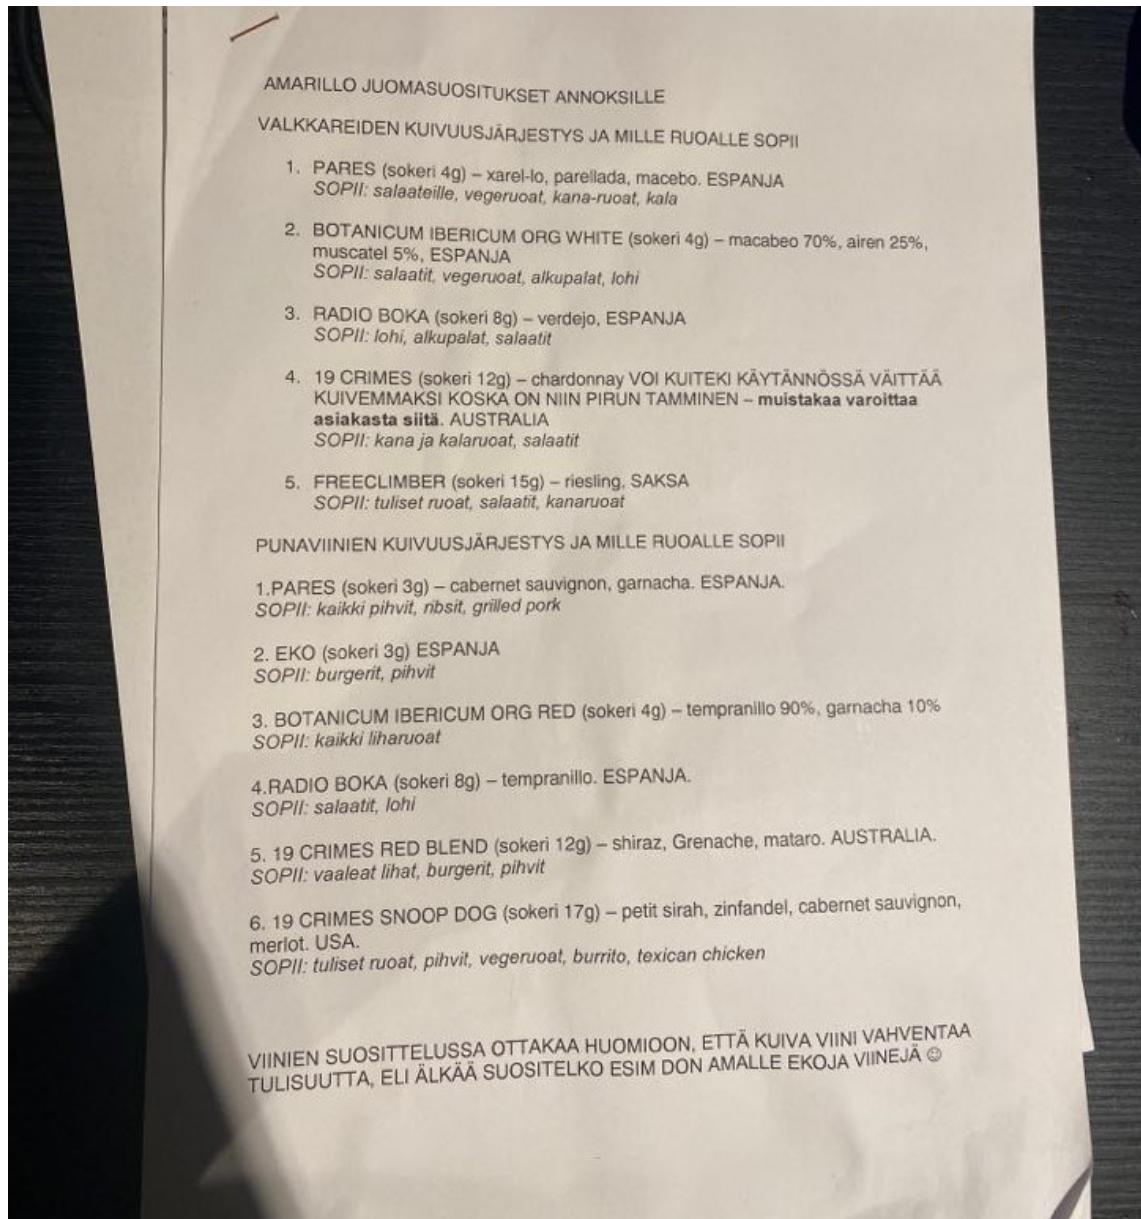 AMARILLO JUOMASUOSITUKSET ANNOKSILLE
VALKKAREIDEN KUIVUUSJÄRJESTYS JA MILLE RUOALLE SOPII
1. PARES (sokeri 4g) – xarel-lo, parellada, macebo. ESPANJA
SOPII: salaateille, vegeruoat, kana-ruoat, kala
2. BOTANICUM IBERICUM ORG WHITE (sokeri 4g) – macabeo 70%, airen 25%,
muscatel 5%, ESPANJA
SOPII: salaatit, vegeruoat, alkupalat, lohi
3. RADIO BOKA (sokeri 8g) – verdejo, ESPANJA
SOPII: lohi, alkupalat, salaatit
4. 19 CRIMES (sokeri 12g) – chardonnay VOI KUITEKI KÄYTÄNNÖSSÄ VÄITTÄÄ
KUIVEMMAKSI KOSKA ON NIIN PIRUN TAMMINEN – muistakaa varoittaa
asiakasta siitä. AUSTRALIA
SOPII: kana ja kalaruoat, salaatit
5. FREECLIMBER (sokeri 15g) – riesling, SAKSA
SOPII: tuliset ruoat, salaatit, kanaruoat
PUNAVIINIEN KUIVUUSJÄRJESTYS JA MILLE RUOALLE SOPII
1.PARES (sokeri 3g) – cabernet sauvignon, garnacha. ESPANJA.
SOPII: kaikki pihvit, ribsit, grilled pork
2. EKO (sokeri 3g) ESPANJA
SOPII: burgerit, pihvit
3. BOTANICUM IBERICUM ORG RED (sokeri 4g) – tempranillo 90%, garnacha 10%
SOPII: kaikki liharuoat
4.RADIO BOKA (sokeri 8g) – tempranillo. ESPANJA.
SOPII: salaatit, lohi
5. 19 CRIMES RED BLEND (sokeri 12g) – shiraz, Grenache, mataro. AUSTRALIA.
SOPII: vaaleat lihat, burgerit, pihvit
6. 19 CRIMES SNOOP DOG (sokeri 17g) – petit sirah, zinfandel, cabernet sauvignon,
merlot. USA.
SOPII: tuliset ruoat, pihvit, vegeruoat, burrito, texican chicken
VIINIEN SUOSITTELUSSA OTTAKAA HUOMIOON, ETTÄ KUIVA VIINI VAHVENTAA
TULISUUTTA, ELI ÄLKÄÄ SUOSITELKO ESIM DON AMALLE EKOJA VIINEJÄ ☺